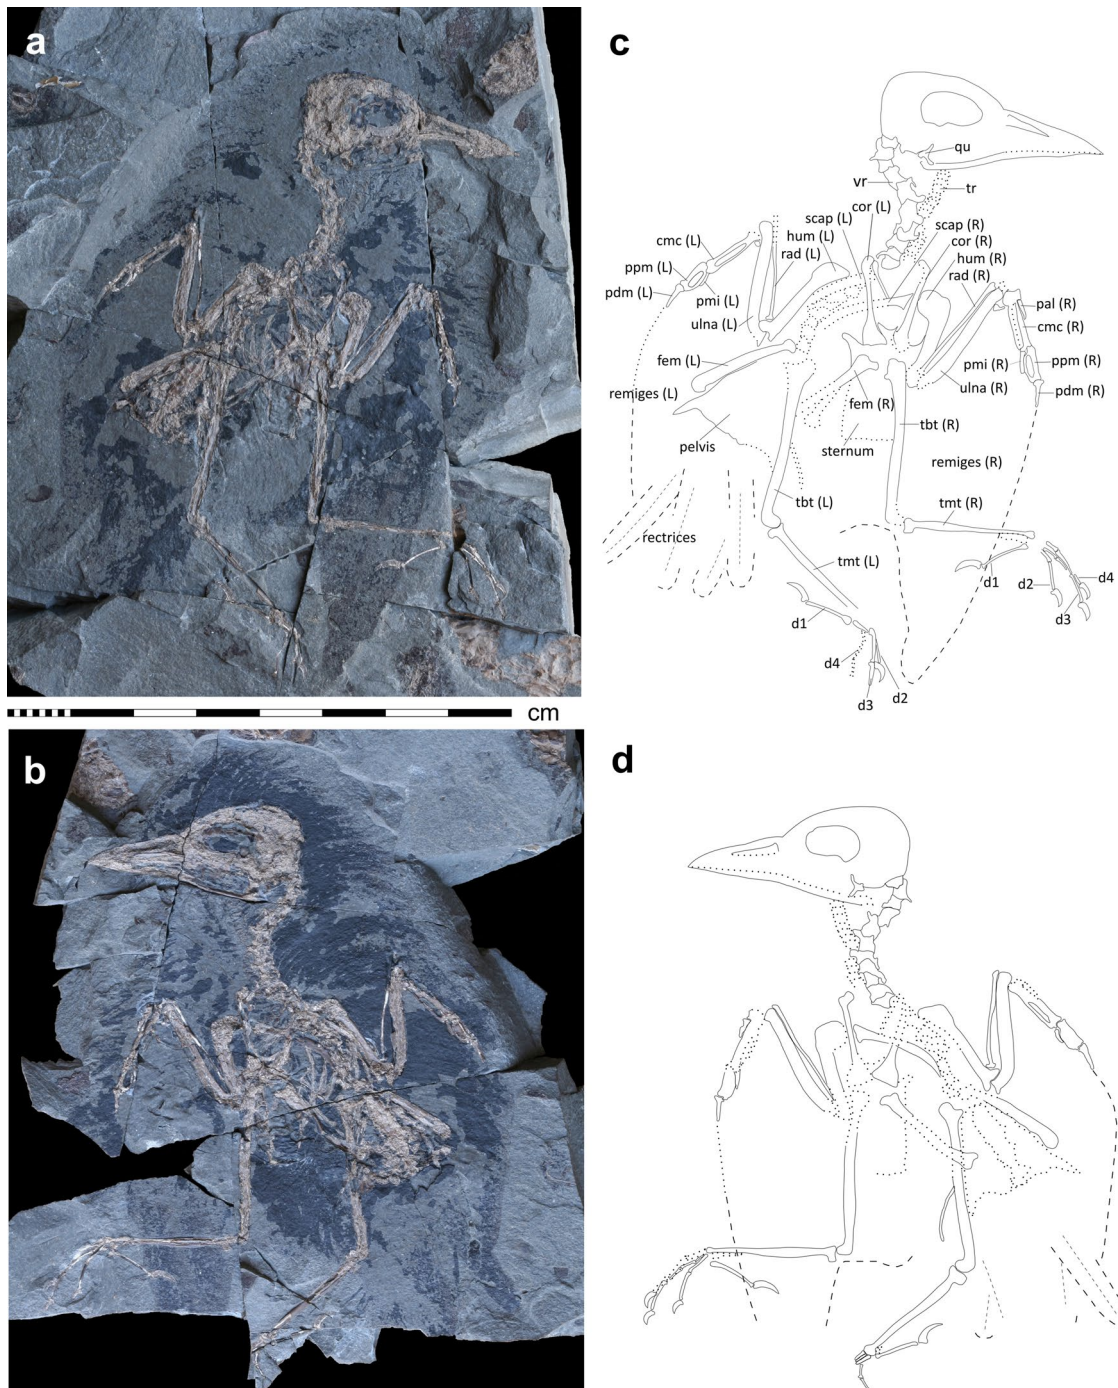 a
c
qu
vr
tr
cor (L)
scap (L)
scap (R)
cmc (L)
hum (L)
cor (R)
rad (L)
hum (R)
ppm (L)
rad (R)
pdm (L)
pmi (L)
pal (R)
ulna (L)
cmc (R)
fem (L)
pmi (R)
ppm (R)
remiges (L)
ulna (R)
pdm (R)
fem (R)
tbt (R)
pelvis
sternum
remiges (R)
tbt (L)
tmt (R)
rectrices
tmt (L)
d1
d2
d4
d3
d1
d4
d2
d3
cm
b
d